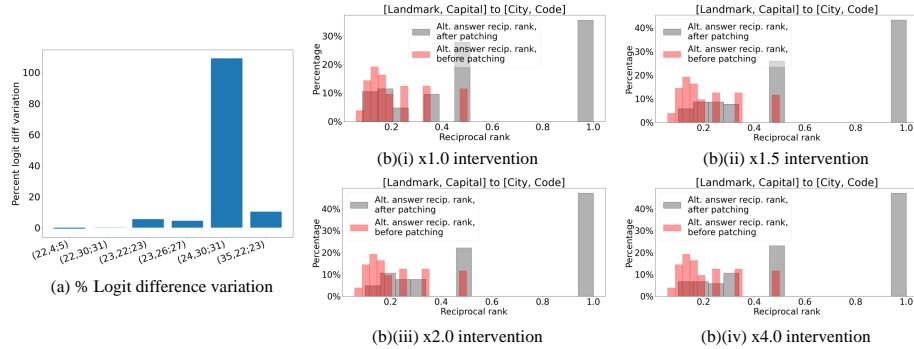 Percent logit diff variation
100
80
60
40
20
0
(22,4;5)
(22,30;31)
(23,22;23)
(23,26;27)
(24,30;31)
(35,22;23)
(a) % Logit difference variation
[Landmark, Capital] to [City, Code]
Percentage
30%
20%
10%
0%
Alt. answer recip. rank,
after patching
Alt. answer recip. rank,
before patching
0.2 0.4 0.6 0.8 1.0
Reciprocal rank
(b)(i) x1.0 intervention
[Landmark, Capital] to [City, Code]
Percentage
40%
30%
20%
10%
0%
Alt. answer recip. rank,
after patching
Alt. answer recip. rank,
before patching
0.2 0.4 0.6 0.8 1.0
Reciprocal rank
(b)(ii) x1.5 intervention
[Landmark, Capital] to [City, Code]
Percentage
40%
30%
20%
10%
0%
Alt. answer recip. rank,
after patching
Alt. answer recip. rank,
before patching
0.2 0.4 0.6 0.8 1.0
Reciprocal rank
(b)(iii) x2.0 intervention
[Landmark, Capital] to [City, Code]
Percentage
40%
30%
20%
10%
0%
Alt. answer recip. rank,
after patching
Alt. answer recip. rank,
before patching
0.2 0.4 0.6 0.8 1.0
Reciprocal rank
(b)(iv) x4.0 intervention